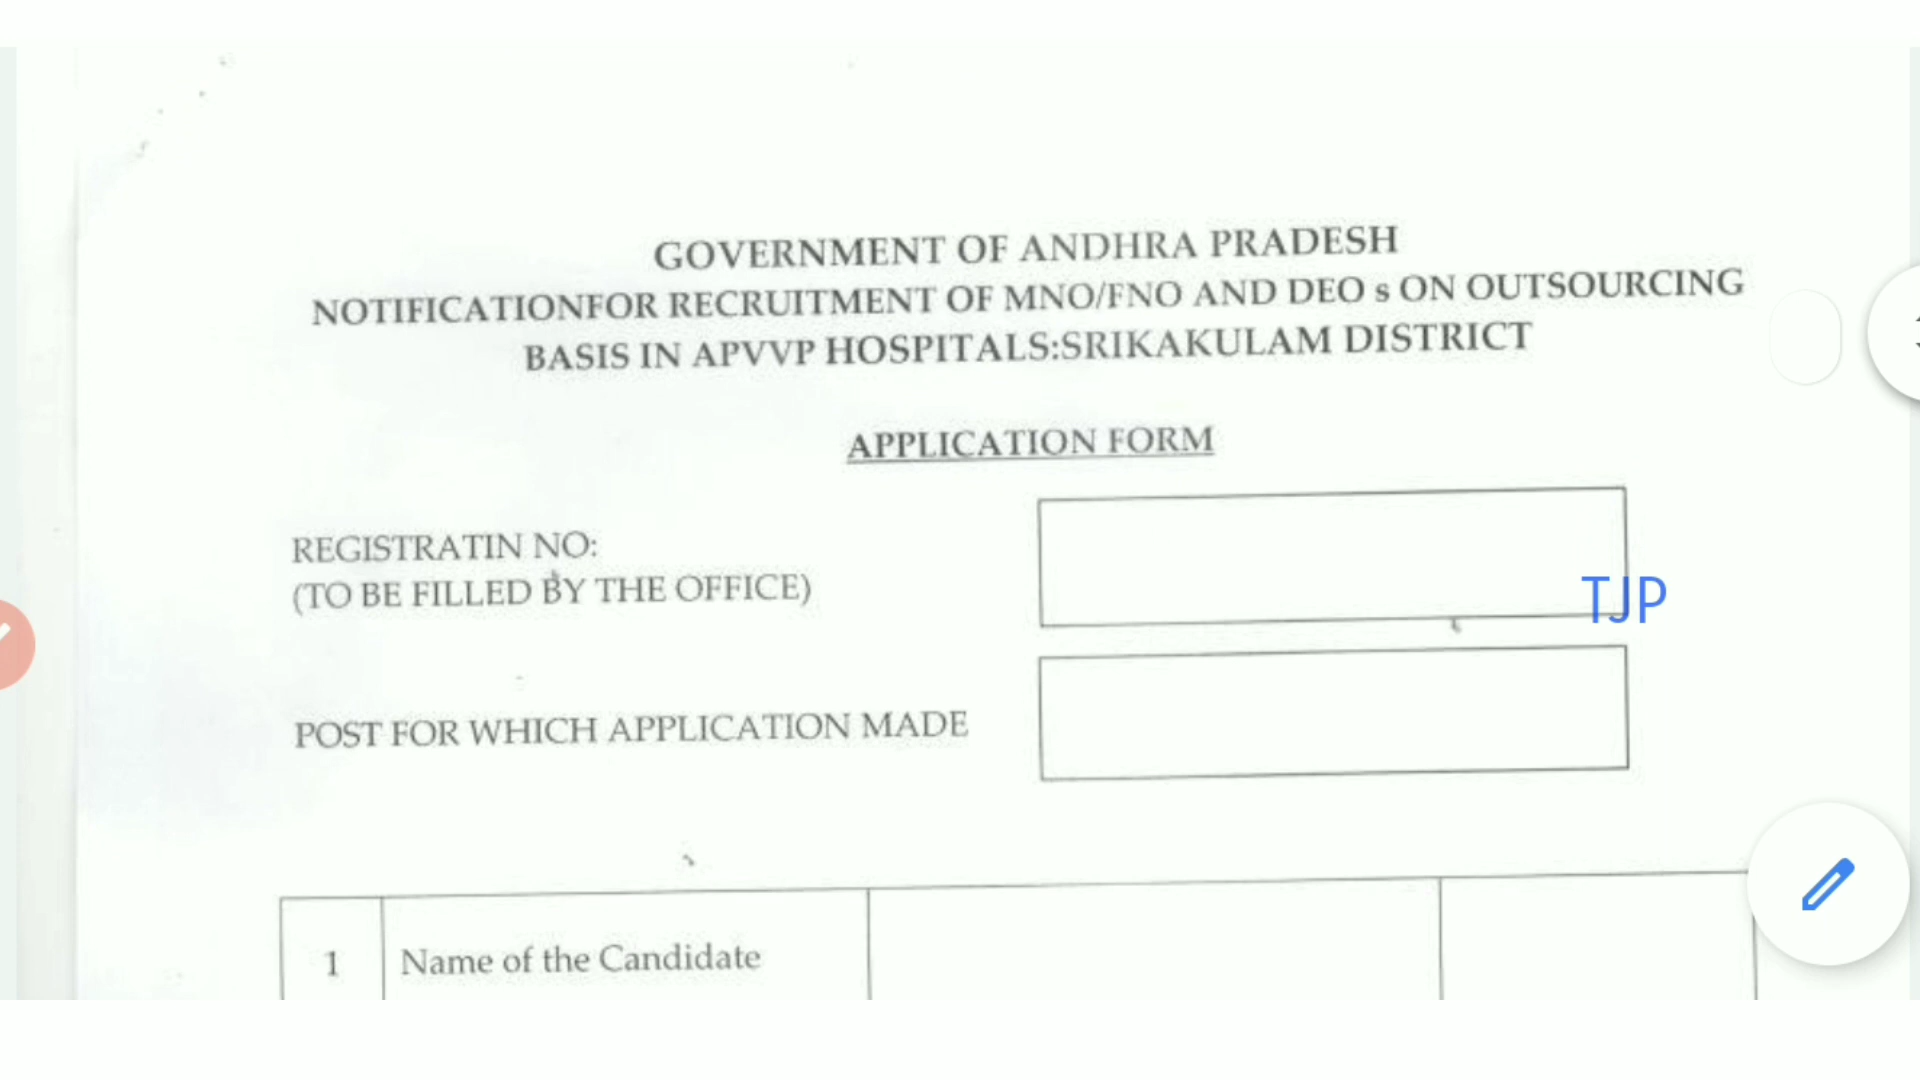 GOVERNMENT OF ANDHRA PRADESH
NOTIFICATIONFOR RECRUITMENT OF MNO/FNO AND DEO s ON OUTSOURCING
BASIS IN APVVP HOSPITALS:SRIKAKULAM DISTRICT
APPLICATION FORM
REGISTRATIN NO:
(TO BE FILLED BY THE OFFICE)
TJP
POST FOR WHICH APPLICATION MADE
1 Name of the Candidate